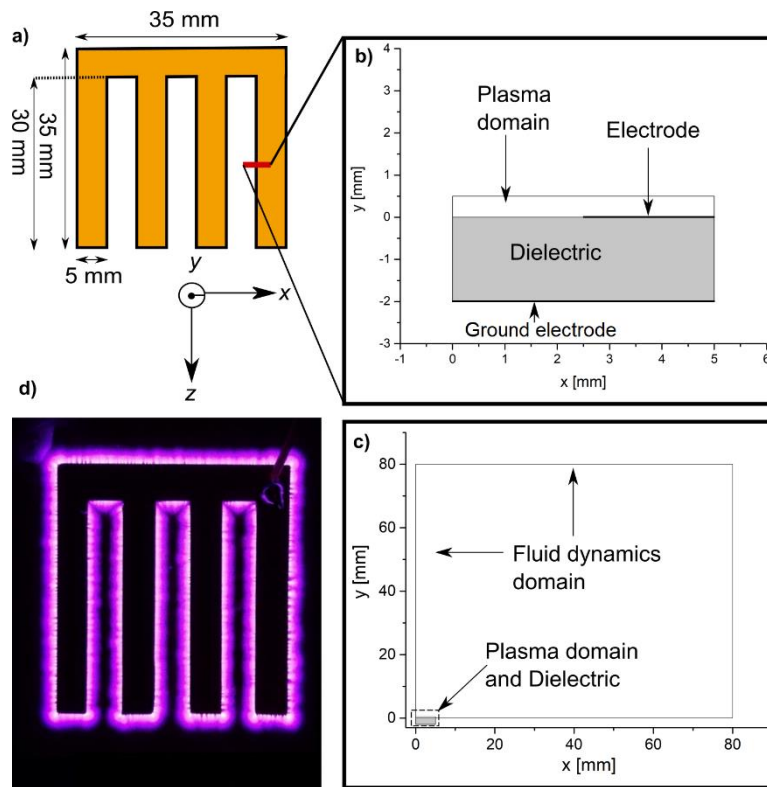 a)
35 mm
30 mm
35 mm
5 mm
y
x
z
b)
4
3
2
1
0
-1
-2
-3
y [mm]
Plasma
domain
Electrode
Dielectric
Ground electrode
-1 0 1 2 3 4 5 6
x [mm]
d)
c)
80
60
40
20
0
y [mm]
Fluid dynamics
domain
Plasma domain
and Dielectric
0 20 40 60 80
x [mm]